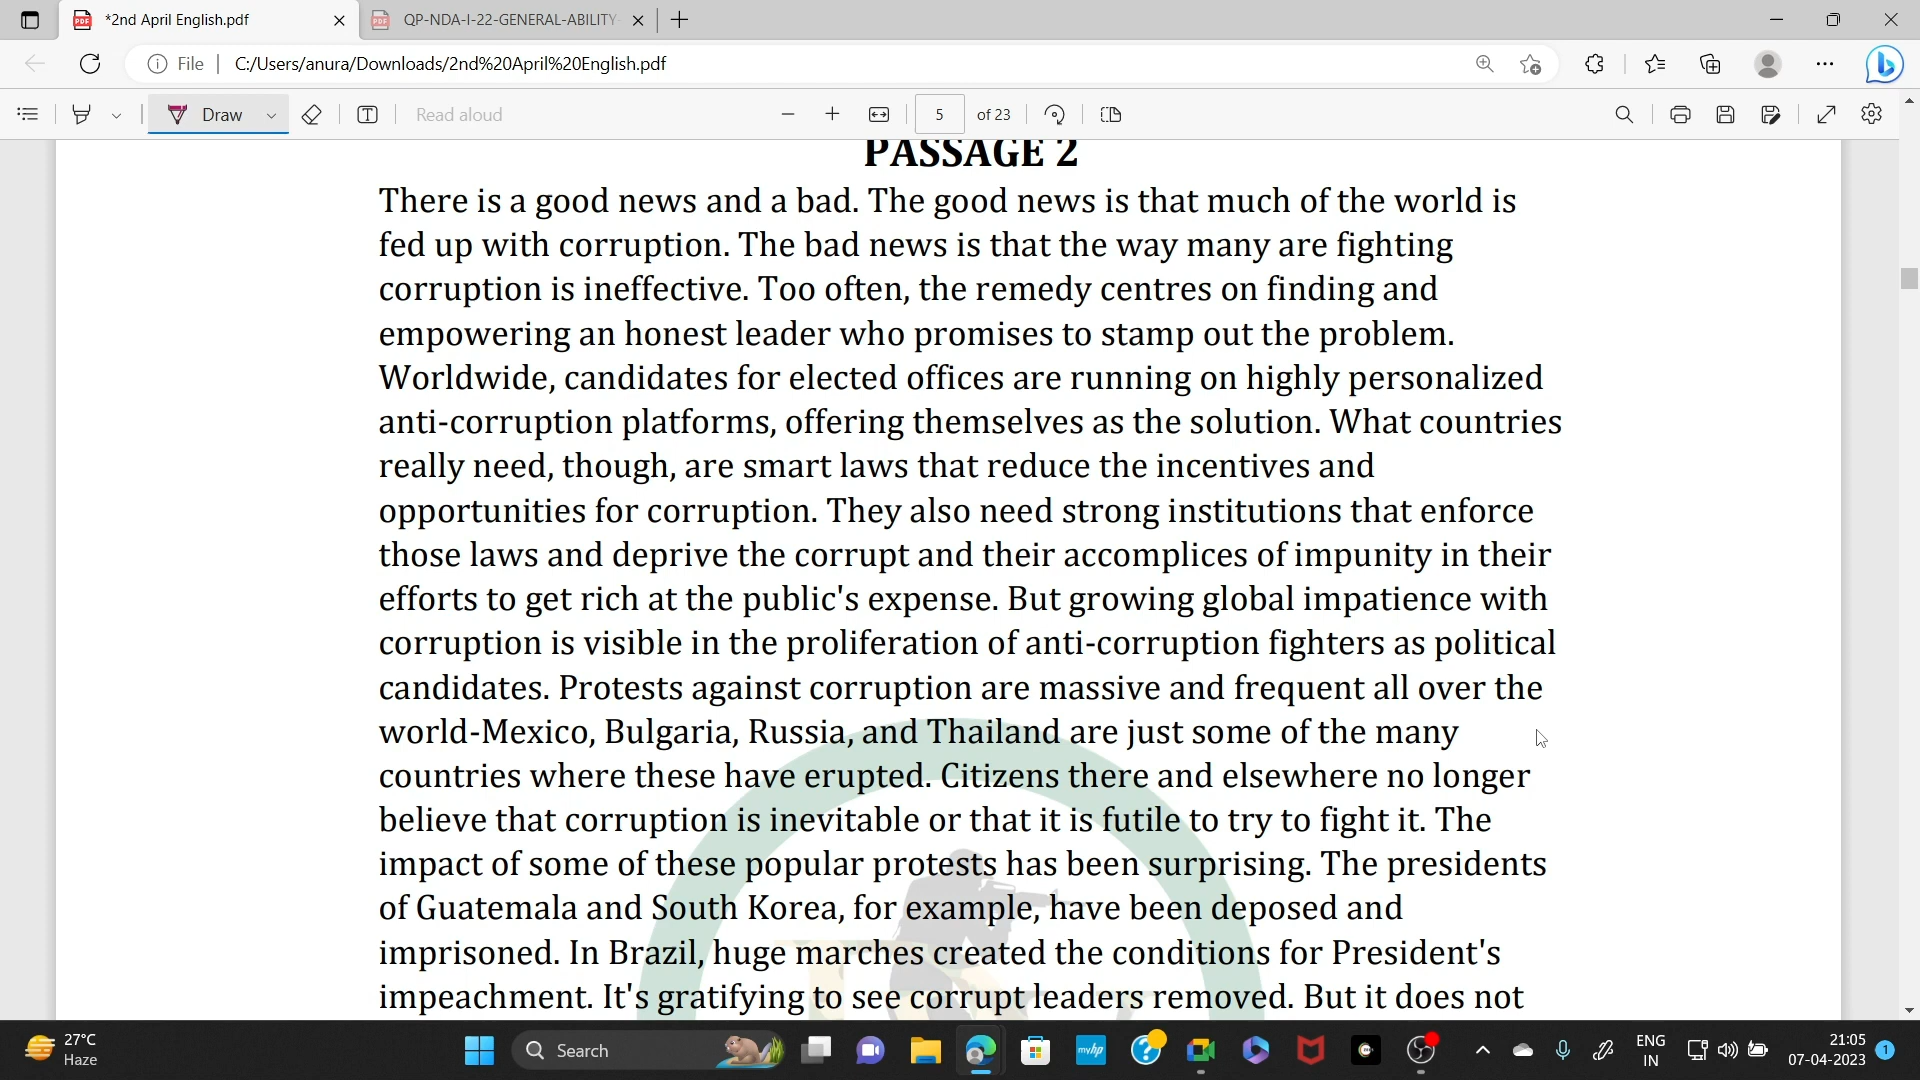 *2nd April English.pdf
QP-NDA-I-22-GENERAL-ABILITY-
File
C:/Users/anura/Downloads/2nd%20April%20English.pdf
Draw
Read aloud
5
of 23
PASSAGE 2
There is a good news and a bad. The good news is that much of the world is
fed up with corruption. The bad news is that the way many are fighting
corruption is ineffective. Too often, the remedy centres on finding and
empowering an honest leader who promises to stamp out the problem.
Worldwide, candidates for elected offices are running on highly personalized
anti-corruption platforms, offering themselves as the solution. What countries
really need, though, are smart laws that reduce the incentives and
opportunities for corruption. They also need strong institutions that enforce
those laws and deprive the corrupt and their accomplices of impunity in their
efforts to get rich at the public's expense. But growing global impatience with
corruption is visible in the proliferation of anti-corruption fighters as political
candidates. Protests against corruption are massive and frequent all over the
world-Mexico, Bulgaria, Russia, and Thailand are just some of the many
countries where these have erupted. Citizens there and elsewhere no longer
believe that corruption is inevitable or that it is futile to try to fight it. The
impact of some of these popular protests has been surprising. The presidents
of Guatemala and South Korea, for example, have been deposed and
imprisoned. In Brazil, huge marches created the conditions for President's
impeachment. It's gratifying to see corrupt leaders removed. But it does not
27°C
Haze
Search
myhp
ENG
IN
21:05
07-04-2023
1